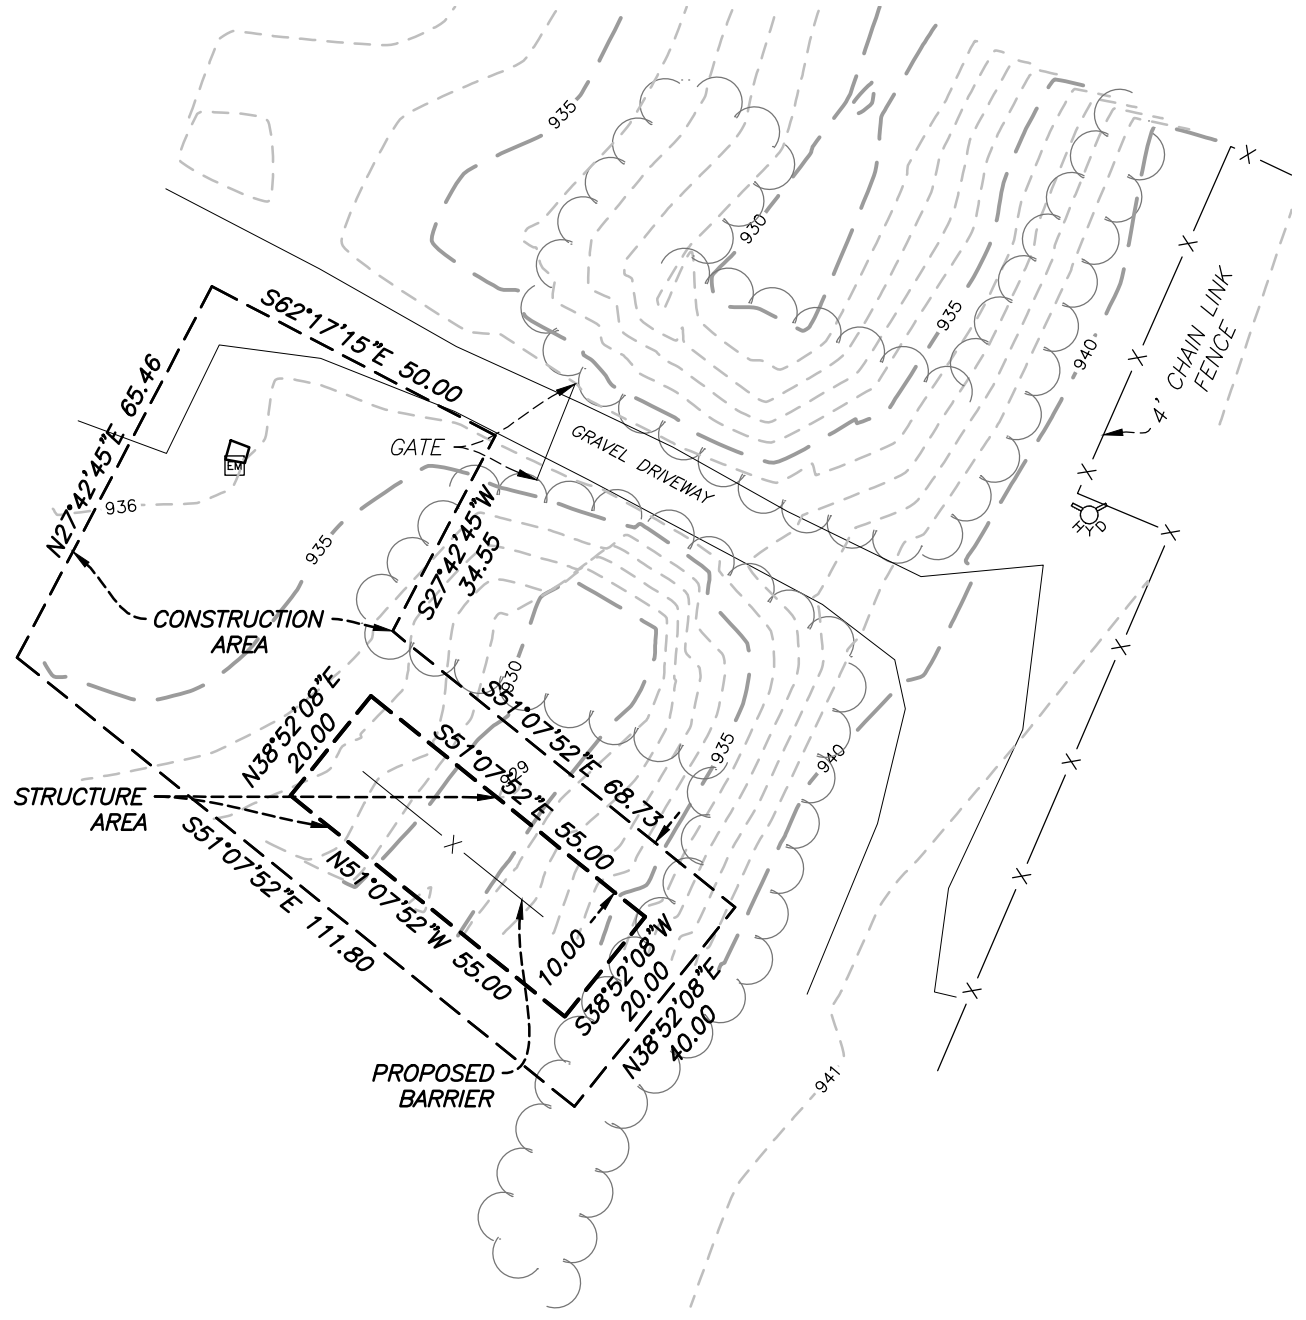 935
930
935
940
4' CHAIN LINK
FENCE
S62°17'15"E 50.00
N27°42'45"E 65.46
GATE
GRAVEL DRIVEWAY
EM
936
935
S27°42'45"W
34.55
HYD
CONSTRUCTION
AREA
930
N38°52'08"E
20.00
S51°07'52"E 68.73
S51°07'52"E 55.00
929
935
940
STRUCTURE
AREA
X
S51°07'52"E 111.80
N51°07'52"W 55.00
10.00
S38°52'08"W
20.00
N38°52'08"E
40.00
PROPOSED
BARRIER
941
X
X
X
X
X
X
X
X
X